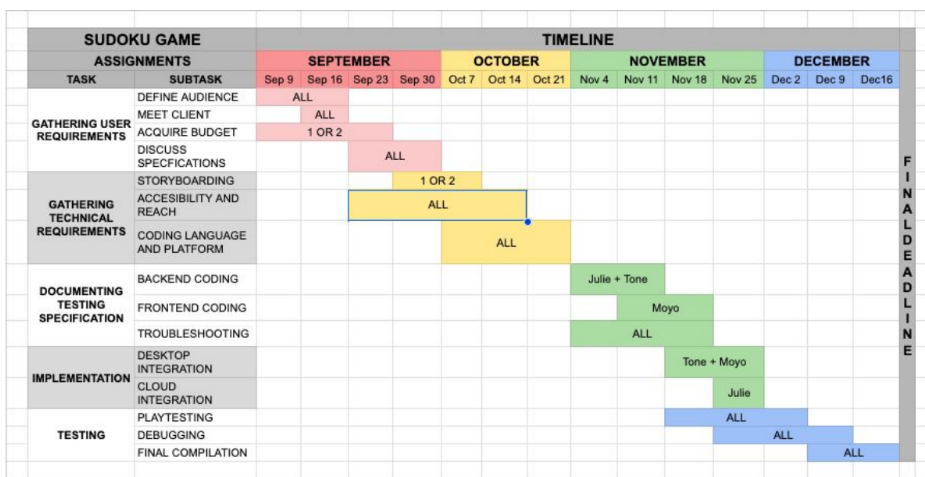 SUDOKU GAME TIMELINE
ASSIGNMENTS SEPTEMBER OCTOBER NOVEMBER DECEMBER
TASK SUBTASK Sep 9 Sep 16 Sep 23 Sep 30 Oct 7 Oct 14 Oct 21 Nov 4 Nov 11 Nov 18 Nov 25 Dec 2 Dec 9 Dec16
GATHERING USER
REQUIREMENTS
DEFINE AUDIENCE ALL
MEET CLIENT ALL
ACQUIRE BUDGET 1 OR 2
DISCUSS
SPECFICATIONS ALL
GATHERING
TECHNICAL
REQUIREMENTS
STORYBOARDING 1 OR 2
ACCESIBILITY AND
REACH ALL
CODING LANGUAGE
AND PLATFORM ALL
DOCUMENTING
TESTING
SPECIFICATION
BACKEND CODING Julie + Tone
FRONTEND CODING Moyo
TROUBLESHOOTING ALL
IMPLEMENTATION
DESKTOP
INTEGRATION Tone + Moyo
CLOUD
INTEGRATION Julie
TESTING
PLAYTESTING ALL
DEBUGGING ALL
FINAL COMPILATION ALL
FINAL DEADLINE